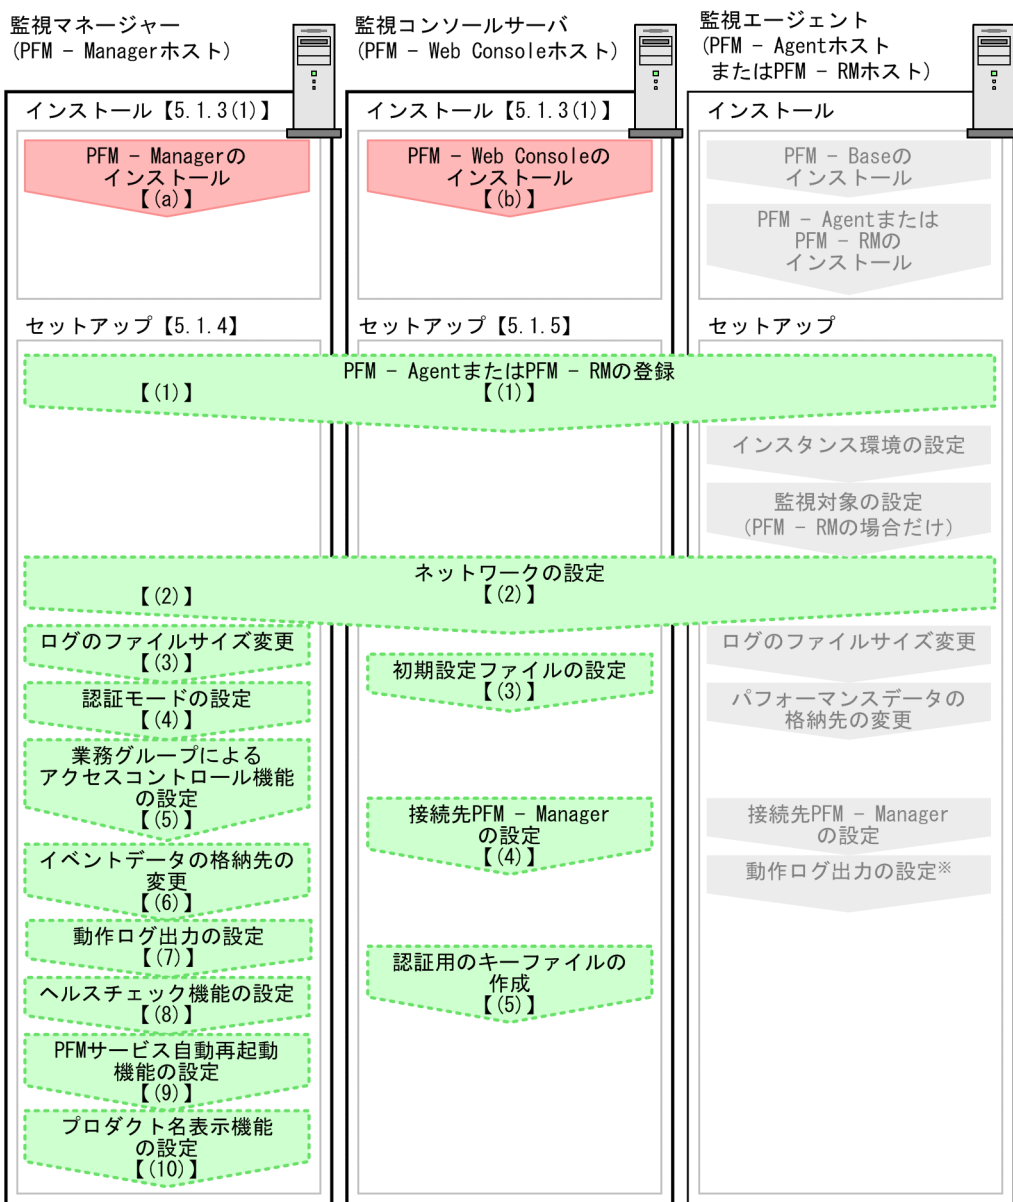 監視マネージャー
(PFM － Managerホスト)
インストール【5.1.3(1)】
PFM － Managerの
インストール
【(a)】
セットアップ【5.1.4】
監視コンソールサーバ
(PFM － Web Consoleホスト)
インストール【5.1.3(1)】
PFM － Web Consoleの
インストール
【(b)】
セットアップ【5.1.5】
監視エージェント
(PFM － Agentホスト
またはPFM － RMホスト)
インストール
PFM － Baseの
インストール
PFM － Agentまたは
PFM － RMの
インストール
セットアップ
PFM － AgentまたはPFM － RMの登録
【(1)】 【(1)】
インスタンス環境の設定
監視対象の設定
(PFM － RMの場合だけ)
ネットワークの設定
【(2)】 【(2)】
ログのファイルサイズ変更
【(3)】
認証モードの設定
【(4)】
業務グループによる
アクセスコントロール機能
の設定
【(5)】
イベントデータの格納先の
変更
【(6)】
動作ログ出力の設定
【(7)】
ヘルスチェック機能の設定
【(8)】
PFMサービス自動再起動
機能の設定
【(9)】
プロダクト名表示機能
の設定
【(10)】
初期設定ファイルの設定
【(3)】
接続先PFM － Manager
の設定
【(4)】
認証用のキーファイルの
作成
【(5)】
ログのファイルサイズ変更
パフォーマンスデータの
格納先の変更
接続先PFM － Manager
の設定
動作ログ出力の設定※